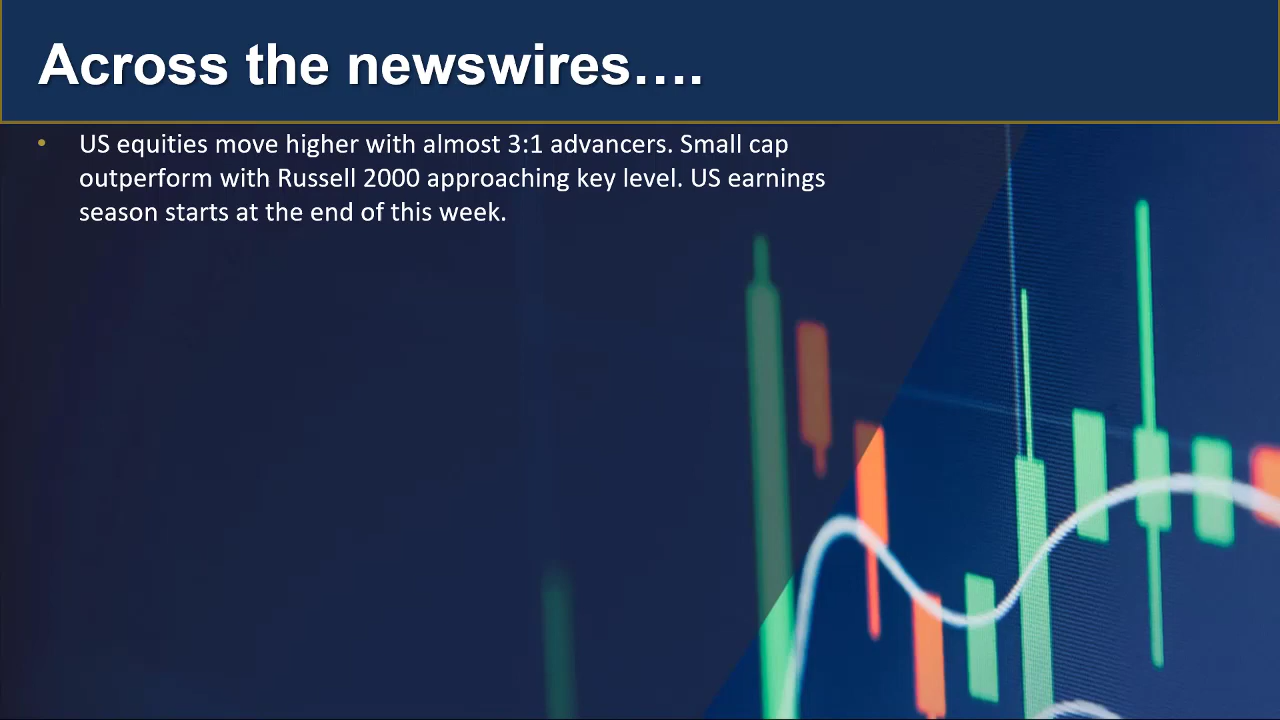 Across the newswires….
• US equities move higher with almost 3:1 advancers. Small cap
outperform with Russell 2000 approaching key level. US earnings
season starts at the end of this week.